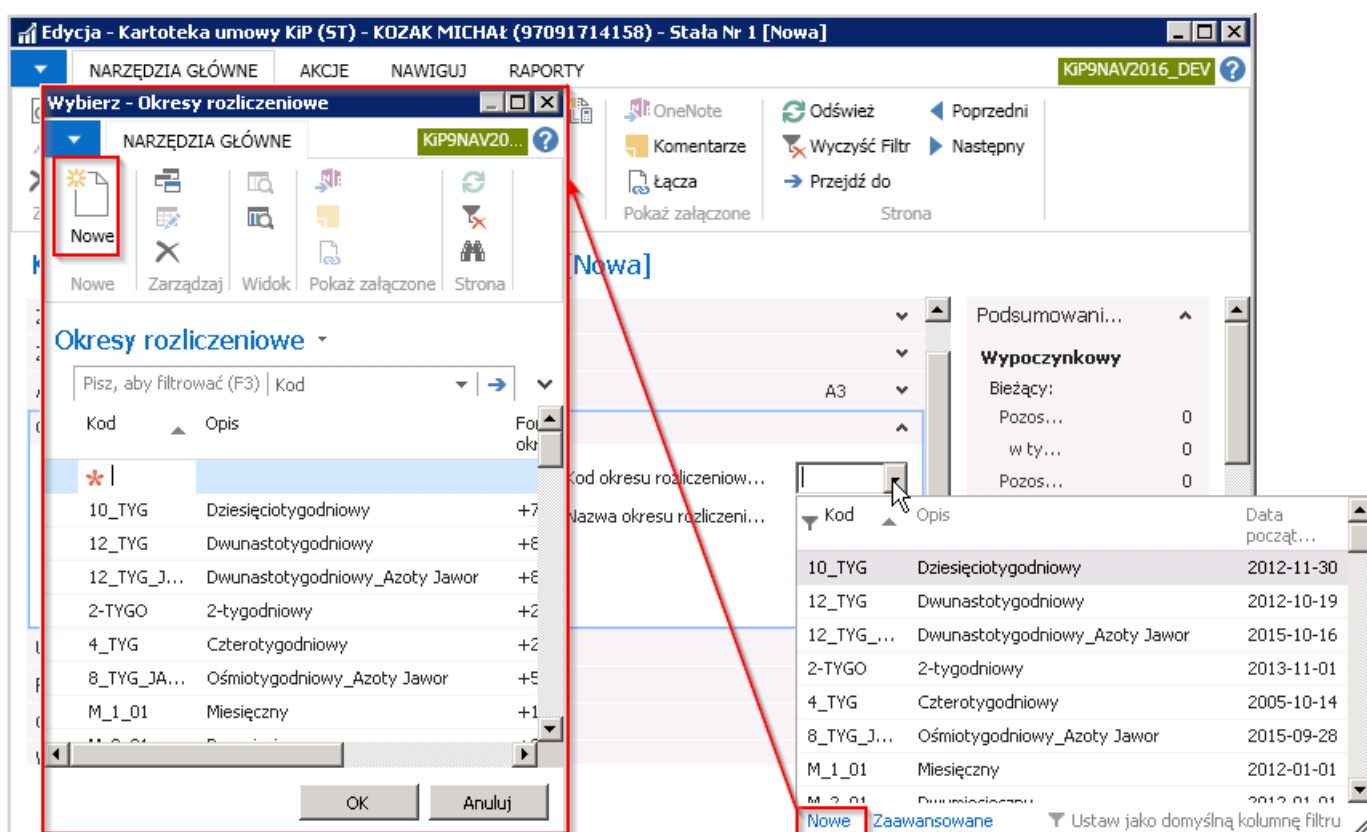 Edycja - Kartoteka umowy KiP (ST) - KOZAK MICHAŁ (97091714158) - Stała Nr 1 [Nowa]
NARZĘDZIA GŁÓWNE AKCJE NAWIGUJ RAPORTY KiP9NAV2016_DEV
OneNote
Komentarze
Łącza
Pokaż załączone
Odśwież
Wyczyść Filtr
Przejdź do
Poprzedni
Następny
Strona
[Nowa]
A3
Kod okresu rozliczeniow...
Nazwa okresu rozliczeni...
Podsumowani...
Wypoczynkowy
Bieżący:
Pozos... 0
w ty... 0
Pozos... 0
Wybierz - Okresy rozliczeniowe
NARZĘDZIA GŁÓWNE KiP9NAV20...
Nowe
Nowe Zarządzaj Widok Pokaż załączone Strona
Okresy rozliczeniowe
Pisz, aby filtrować (F3) Kod
Kod Opis
10_TYG Dziesięciotygodniowy +7
12_TYG Dwunastotygodniowy +8
12_TYG_J... Dwunastotygodniowy_Azoty Jawor +8
2-TYGO 2-tygodniowy +2
4_TYG Czterotygodniowy +2
8_TYG_JA... Ośmiotygodniowy_Azoty Jawor +5
M_1_01 Miesięczny +1
OK Anuluj
Kod Opis Data
począt...
10_TYG Dziesięciotygodniowy 2012-11-30
12_TYG Dwunastotygodniowy 2012-10-19
12_TYG_... Dwunastotygodniowy_Azoty Jawor 2015-10-16
2-TYGO 2-tygodniowy 2013-11-01
4_TYG Czterotygodniowy 2005-10-14
8_TYG_J... Ośmiotygodniowy_Azoty Jawor 2015-09-28
M_1_01 Miesięczny 2012-01-01
Nowe Zaawansowane Ustaw jako domyślną kolumnę filtru